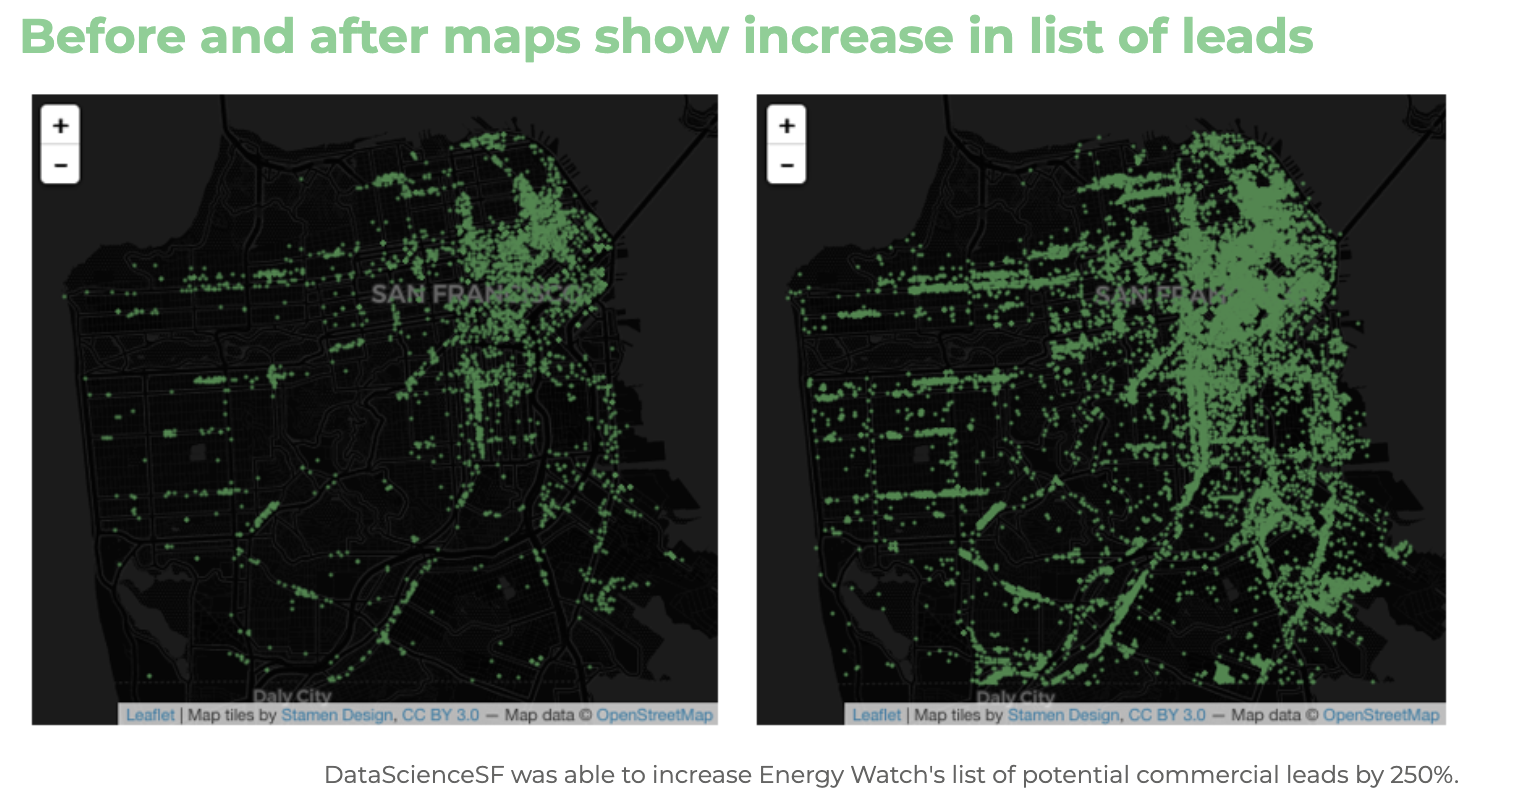 Before and after maps show increase in list of leads
+
−
SAN FRANCISCO
Daly City
Leaflet | Map tiles by Stamen Design, CC BY 3.0 — Map data © OpenStreetMap
+
−
SAN FRAN
Daly City
Leaflet | Map tiles by Stamen Design, CC BY 3.0 — Map data © OpenStreetMap
DataScienceSF was able to increase Energy Watch's list of potential commercial leads by 250%.